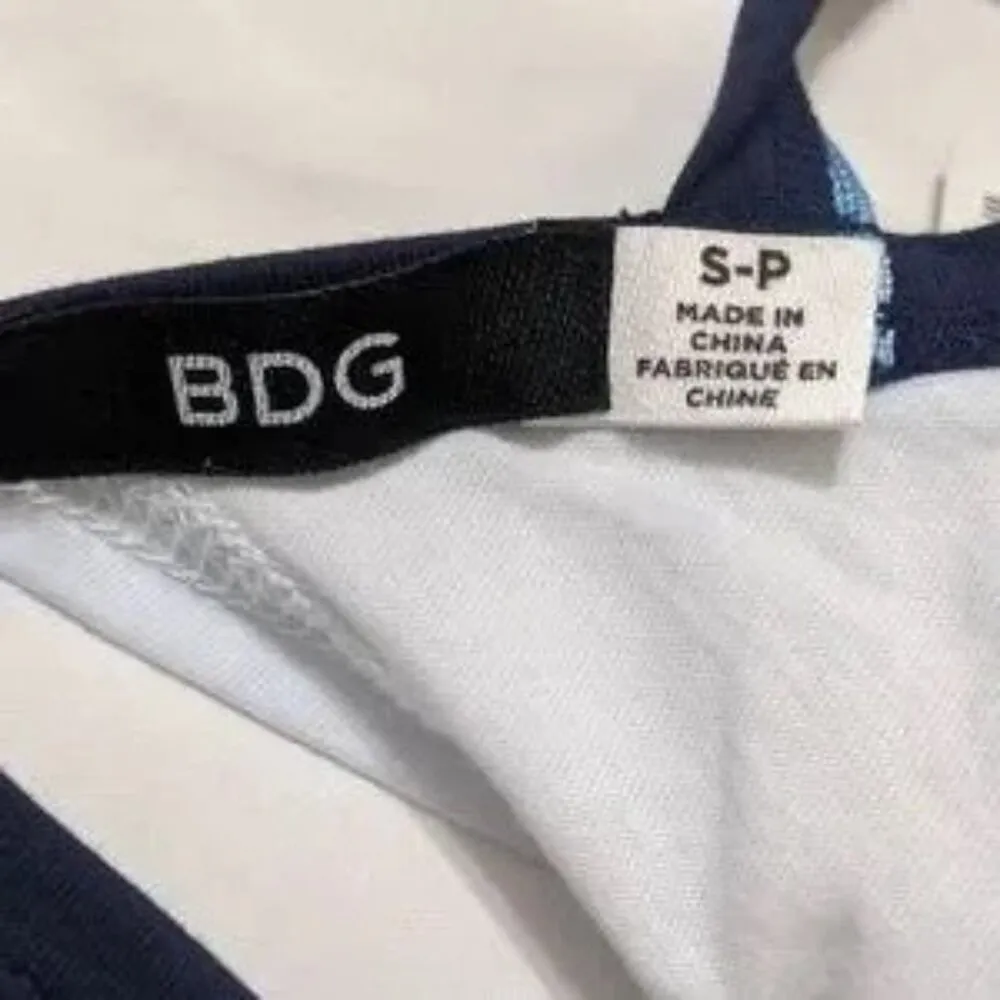 BDG
S-P
MADE IN
CHINA
FABRIQUÉ EN
CHINE